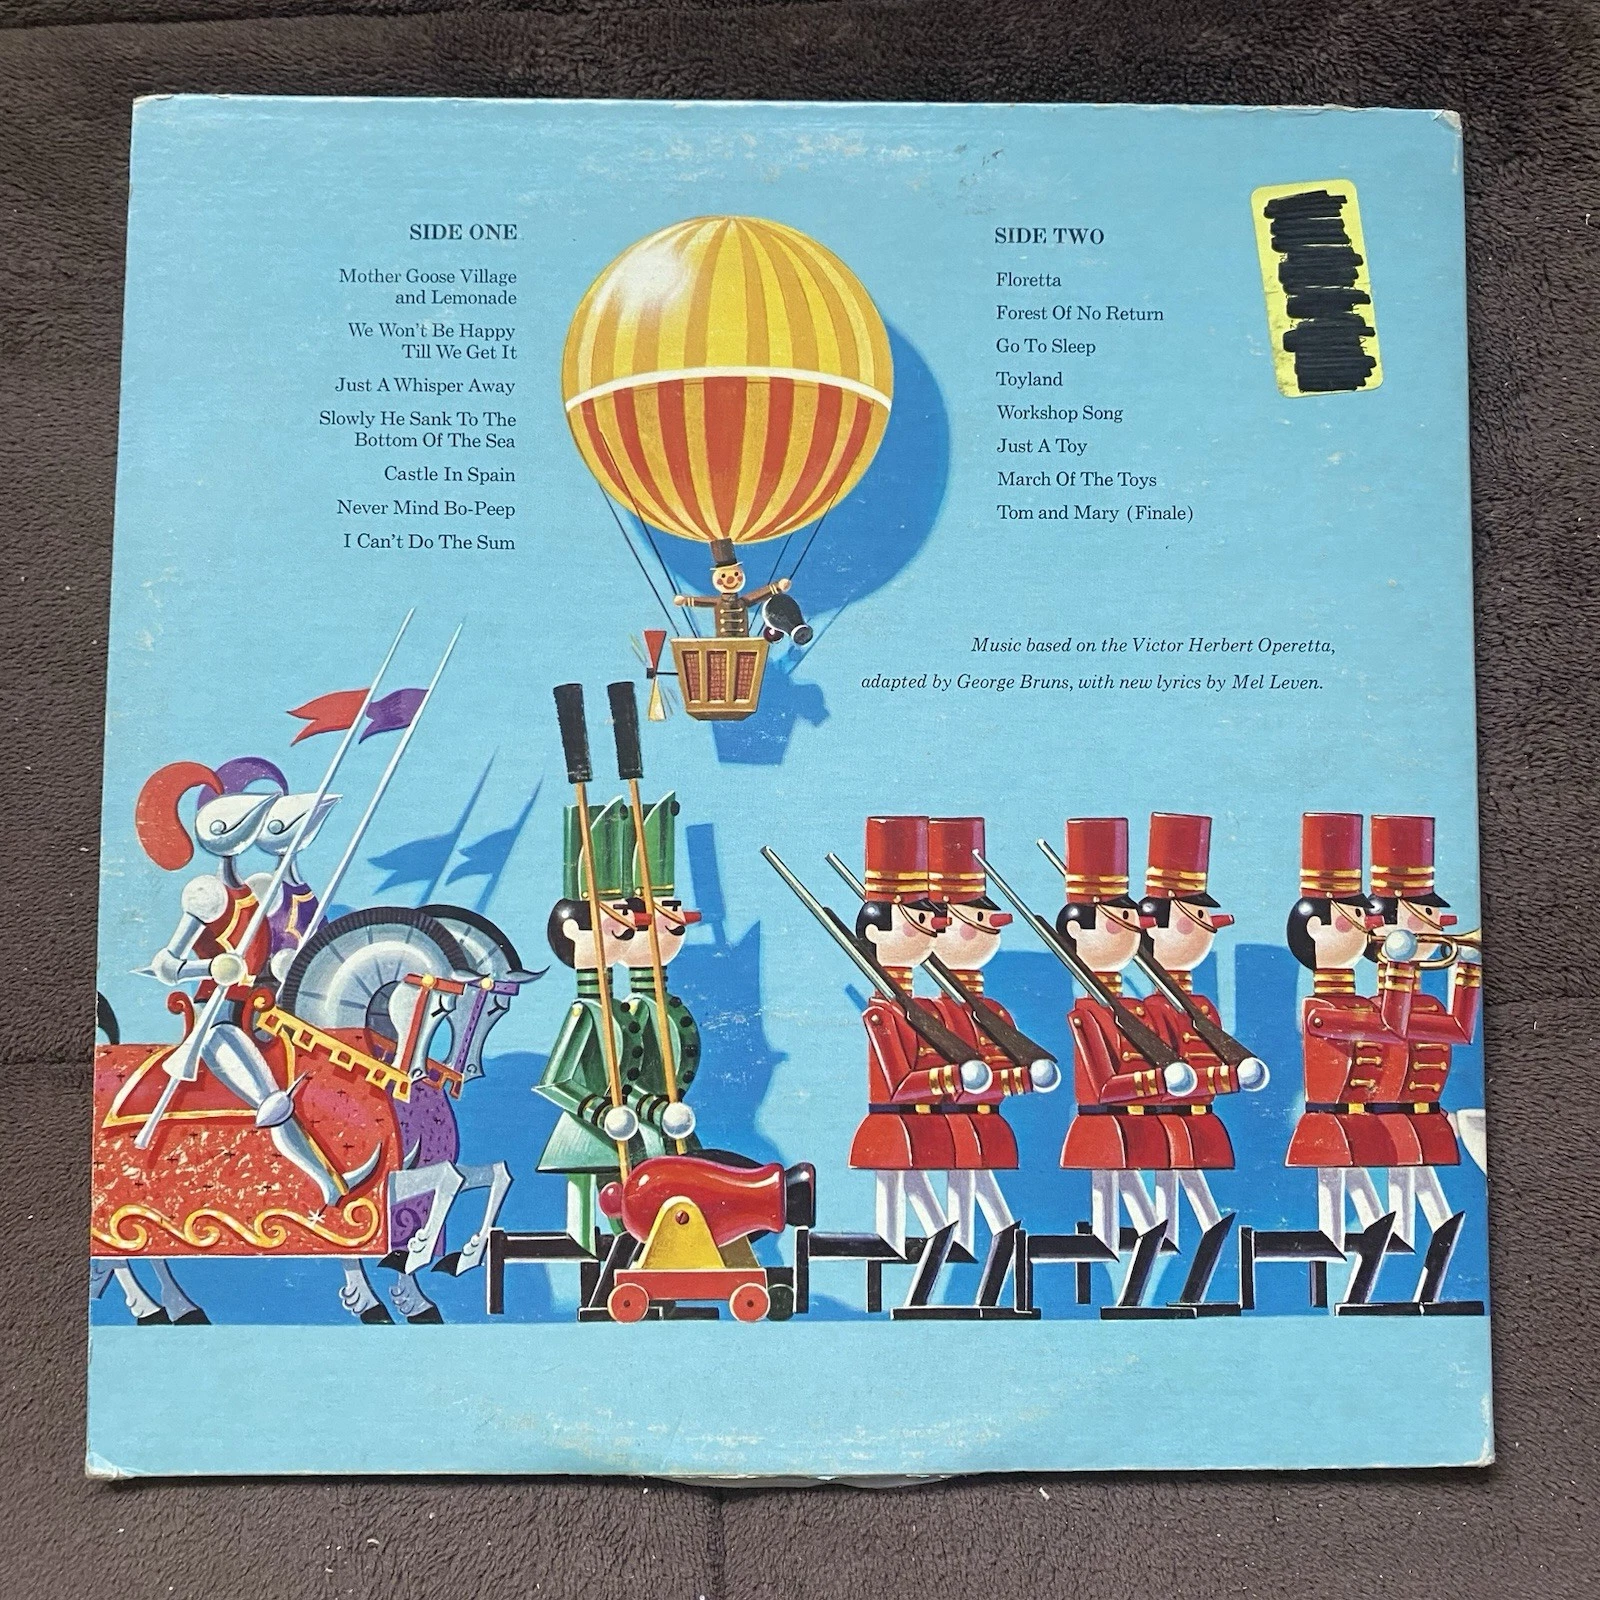 SIDE ONE
Mother Goose Village
and Lemonade
We Won't Be Happy
Till We Get It
Just A Whisper Away
Slowly He Sank To The
Bottom Of The Sea
Castle In Spain
Never Mind Bo-Peep
I Can't Do The Sum
SIDE TWO
Floretta
Forest Of No Return
Go To Sleep
Toyland
Workshop Song
Just A Toy
March Of The Toys
Tom and Mary (Finale)
Music based on the Victor Herbert Operetta,
adapted by George Bruns, with new lyrics by Mel Leven.